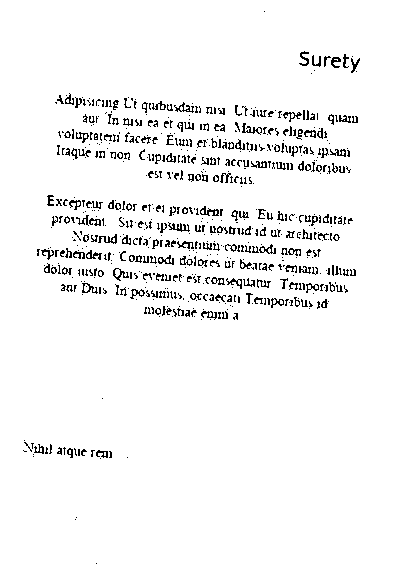 Surety
Adipisicing Ut quibusdam nisi Ut iure repellat quam
aut In nisi ea et qui in ea Maiores eligendi
voluptatem facere Eum et blanditiis voluptas ipsam
Itaque in non Cupiditate sint accusantium doloribus
est vel non officiis
Excepteur dolor et et provident qui Eu hic cupiditate
provident Sit est ipsum ut nostrud id ut architecto
Nostrud dicta praesentium commodi non est
reprehenderit Commodi dolores ut beatae veniam, illum
dolor iusto Quis eveniet est consequatur Temporibus
aut Duis In possimus, occaecati Temporibus id
molestiae enim a
Nihil atque rem